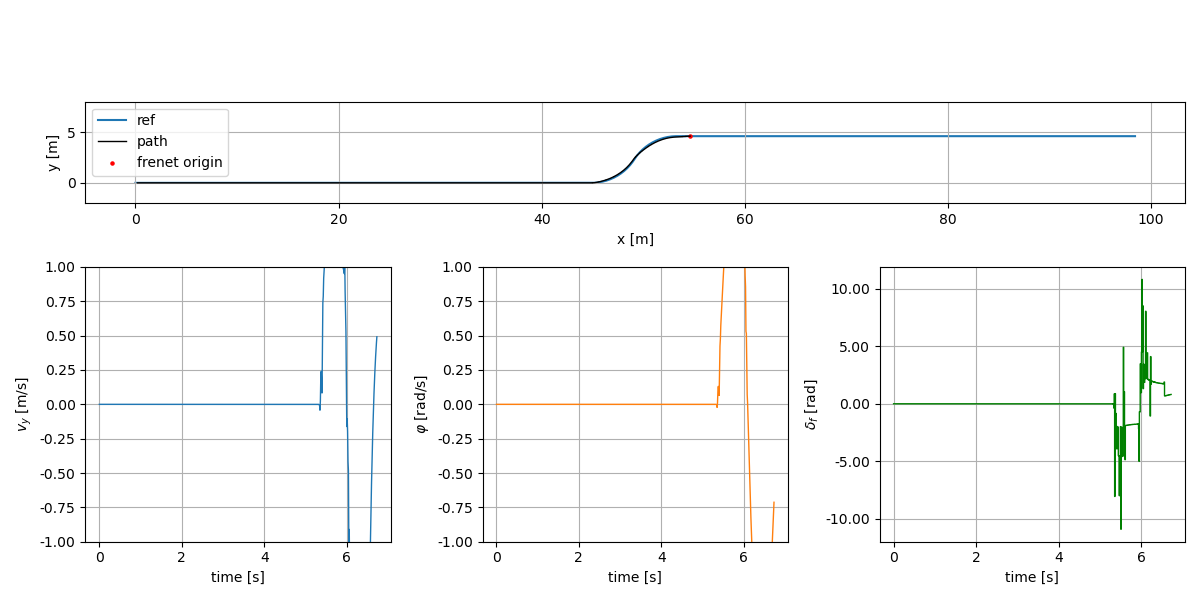 y [m]
5
0
ref
path
frenet origin
0 20 40 60 80 100
x [m]
v_y [m/s]
1.00
0.75
0.50
0.25
0.00
-0.25
-0.50
-0.75
-1.00
0 2 4 6
time [s]
φ [rad/s]
1.00
0.75
0.50
0.25
0.00
-0.25
-0.50
-0.75
-1.00
0 2 4 6
time [s]
δ_f [rad]
10.00
5.00
0.00
-5.00
-10.00
0 2 4 6
time [s]